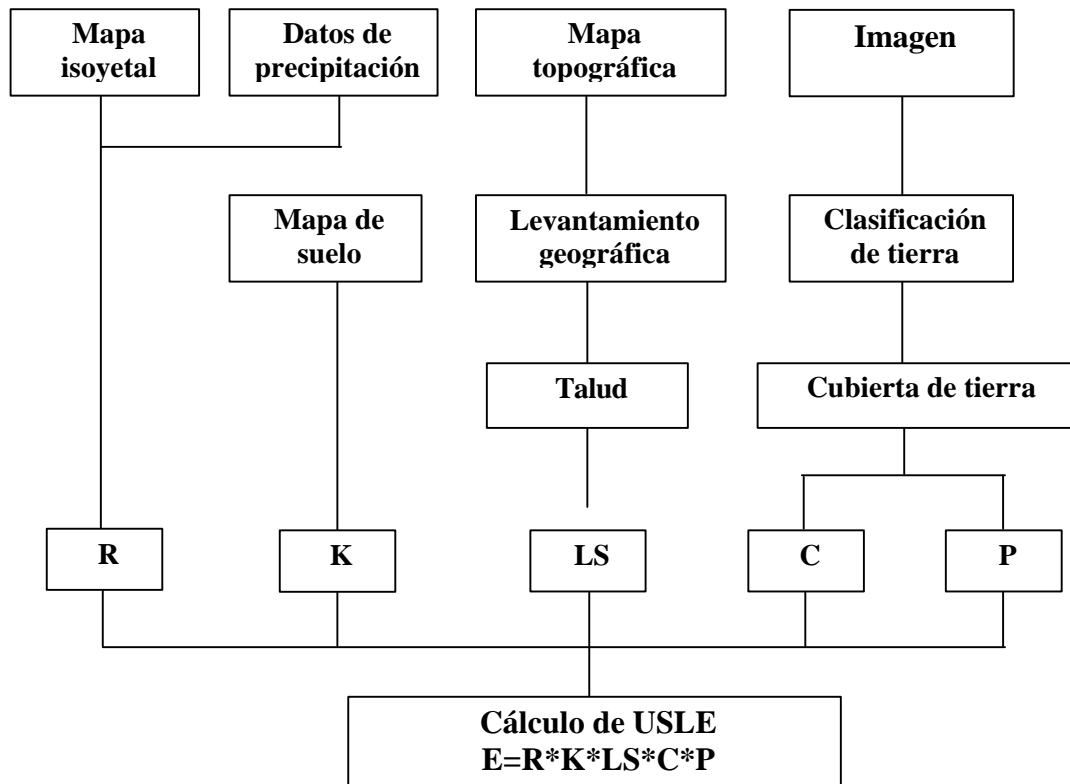 Mapa
isoyetal
Datos de
precipitación
Mapa
topográfica
Imagen
Mapa de
suelo
Levantamiento
geográfica
Clasificación
de tierra
Talud
Cubierta de tierra
R
K
LS
C
P
Cálculo de USLE
E=R*K*LS*C*P